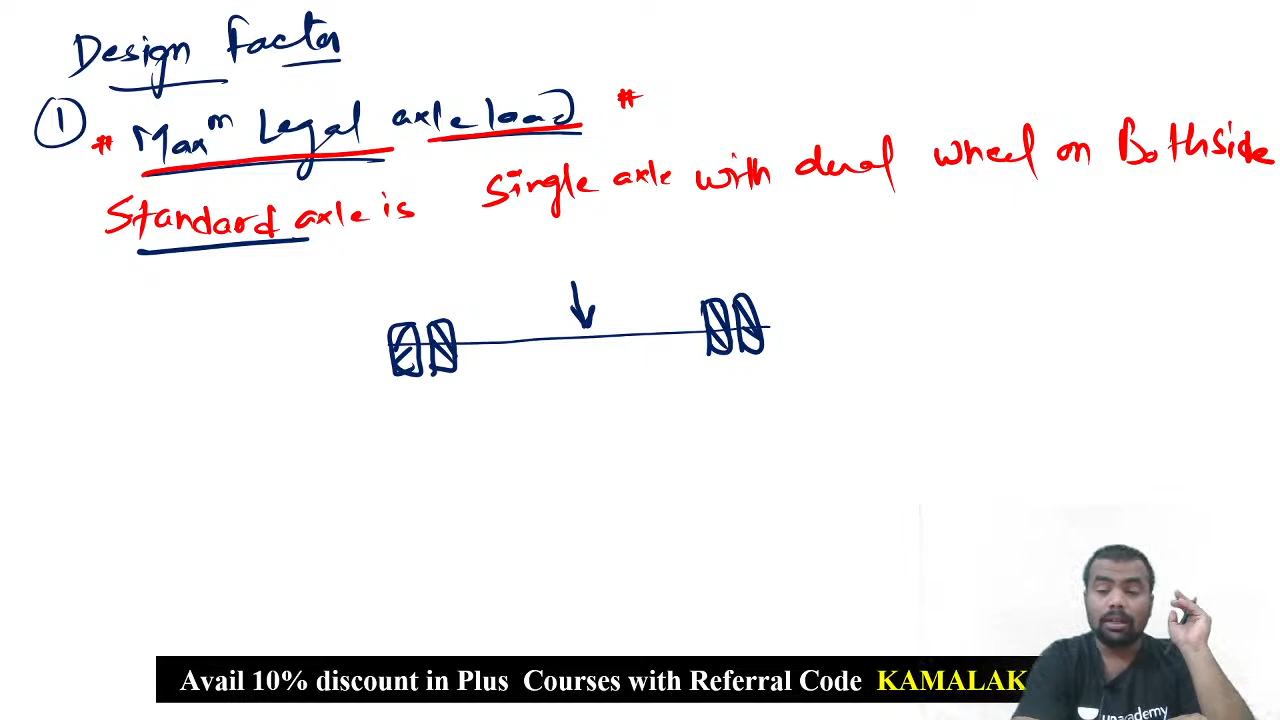 Design Factor
① * Maxᵐ Legal axle load *
Standard axle is single axle with dual wheel on Bothside
Avail 10% discount in Plus Courses with Referral Code KAMALAK
unacademy